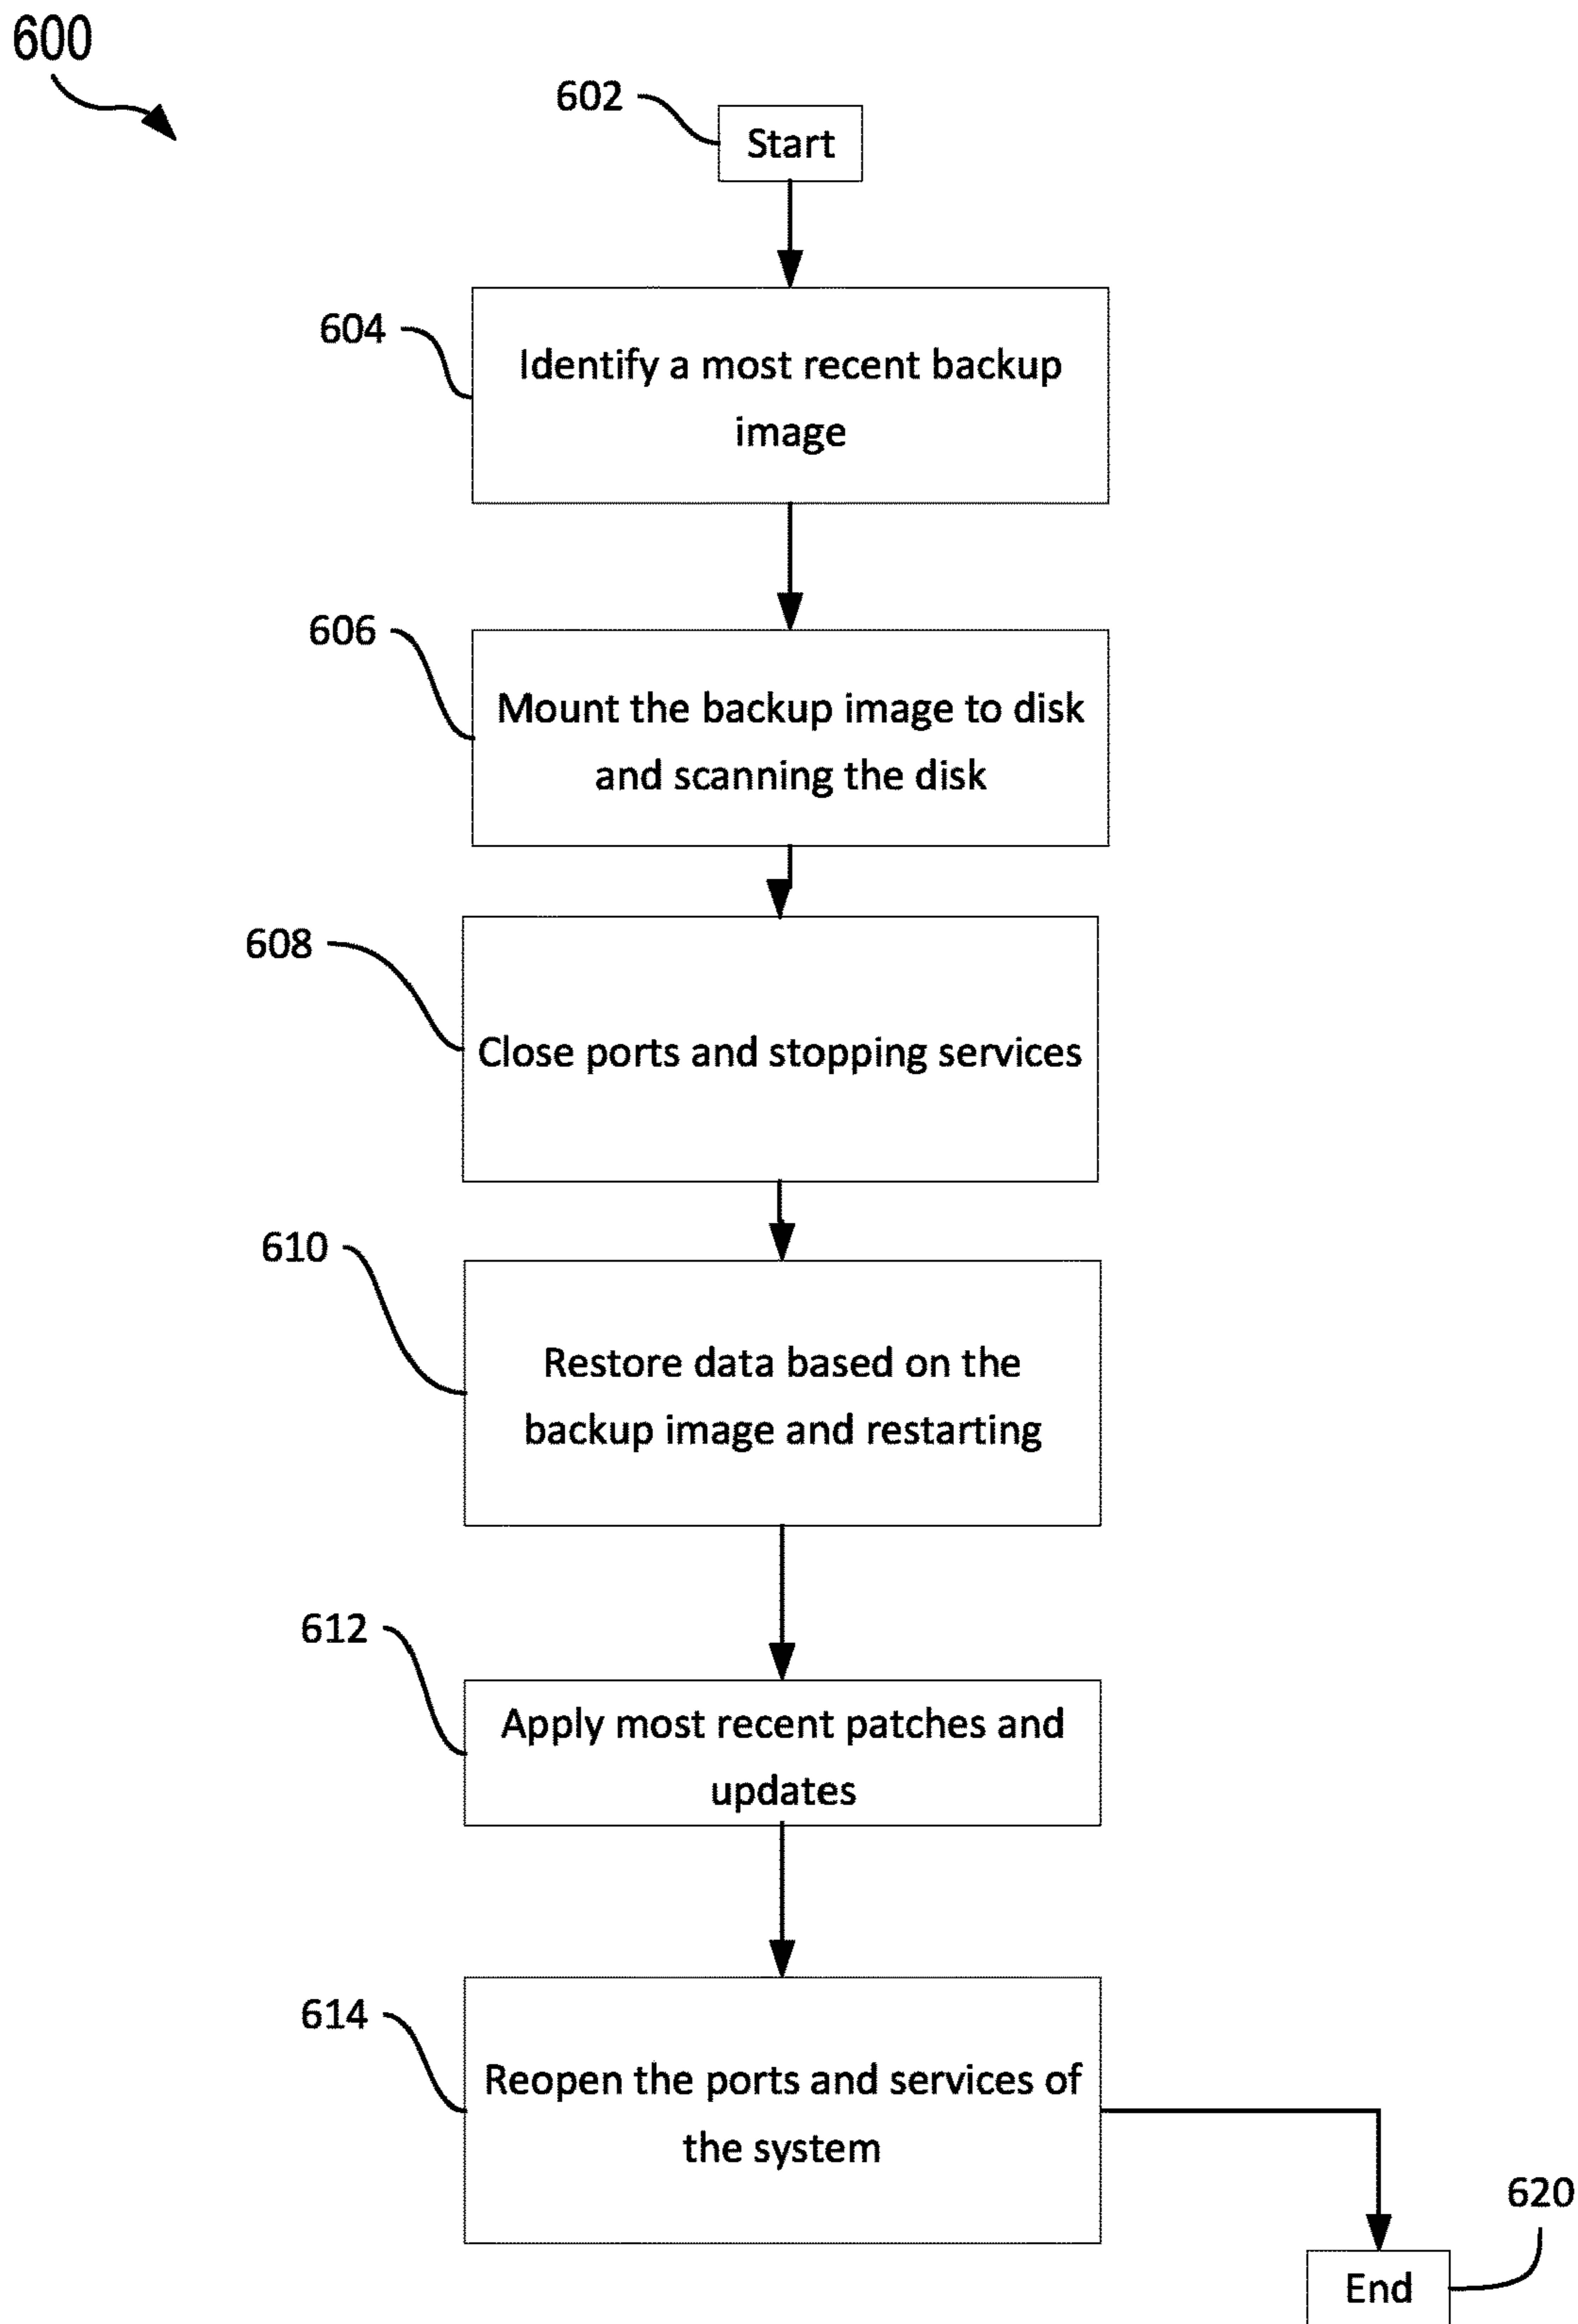 600
602
Start
604
Identify a most recent backup
image
606
Mount the backup image to disk
and scanning the disk
608
Close ports and stopping services
610
Restore data based on the
backup image and restarting
612
Apply most recent patches and
updates
614
Reopen the ports and services of
the system
620
End